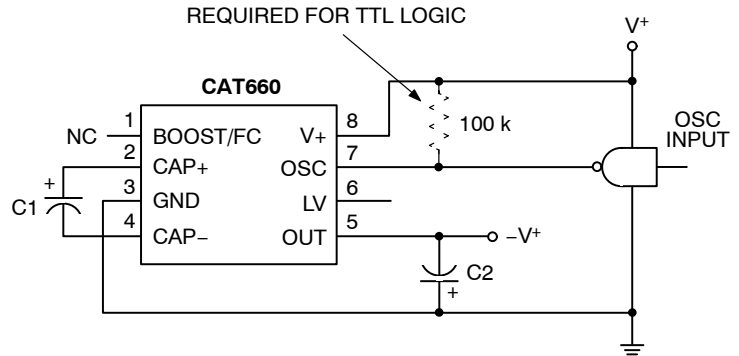 REQUIRED FOR TTL LOGIC
V+
CAT660
OSC
INPUT
1
8
NC
BOOST/FC
V+
100 k
2
7
CAP+
OSC
+
3
6
C1
GND
LV
4
5
CAP−
OUT
−V+
C2
+